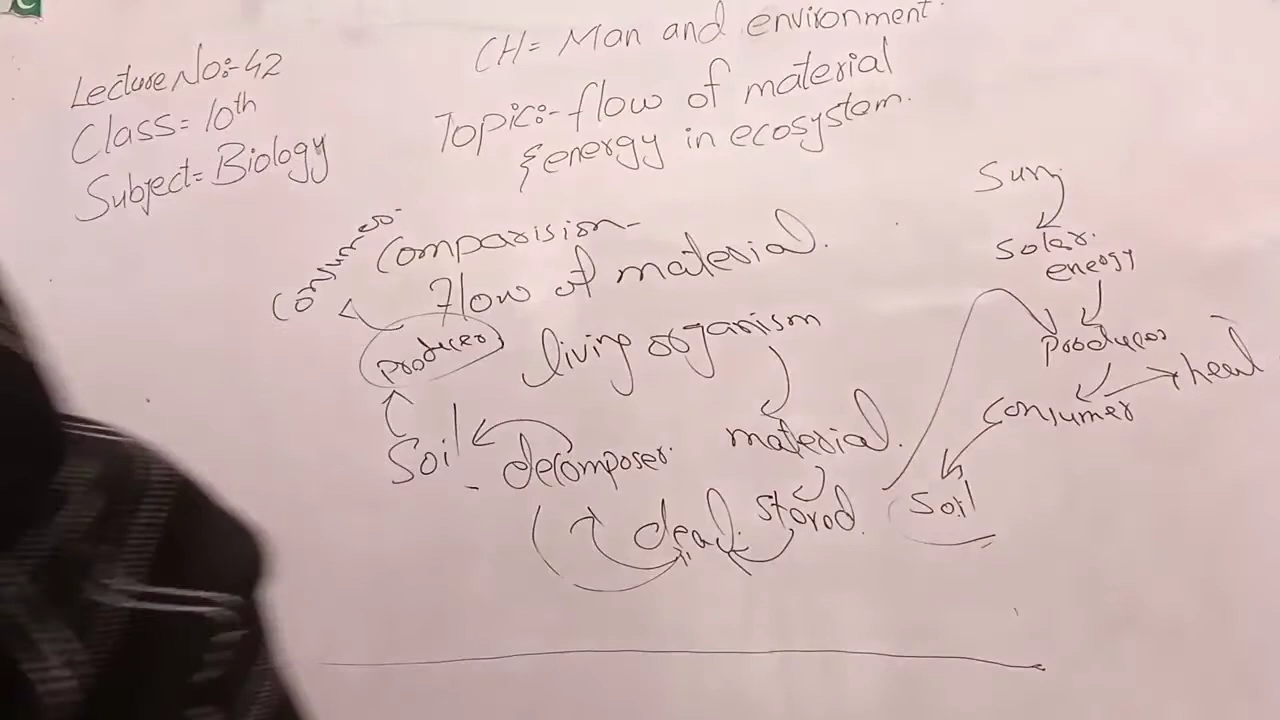 Lecture No:-42
Class= 10th
Subject= Biology
CH= Man and environment.
Topic:- flow of material
& energy in ecosystem.
Comparision-
Flow of material.
living organism
material.
stored.
dead.
decomposer.
Soil
producer
Consumer.
Sun
Solar.
energy
producer
heat
Consumer
Soil